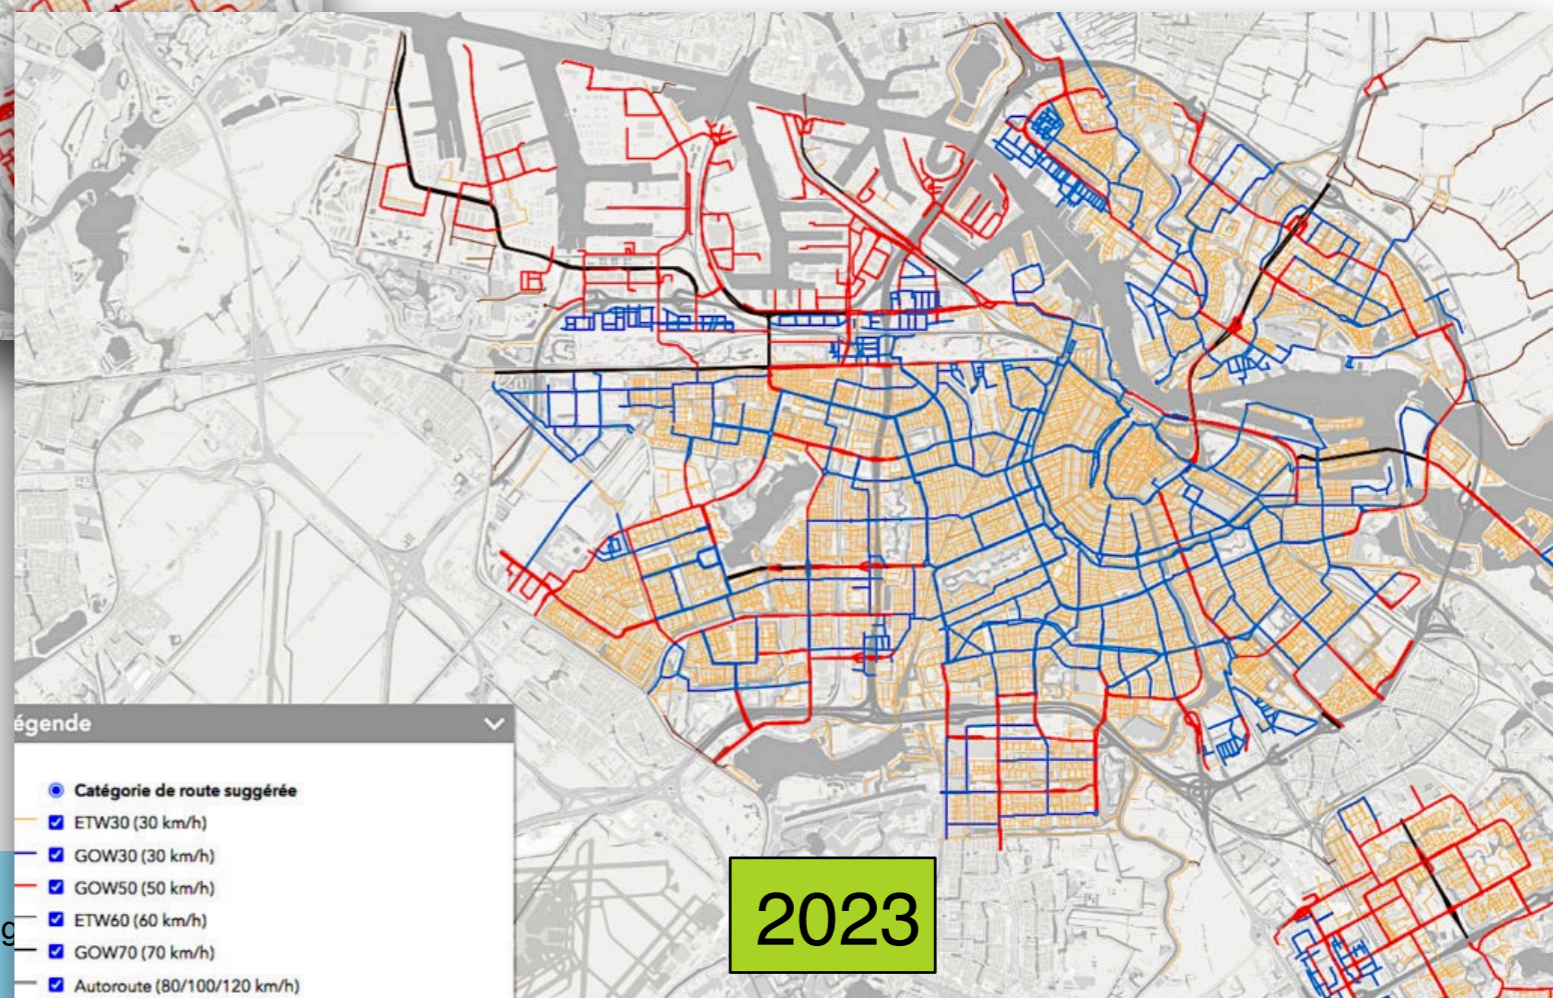 égende
Catégorie de route suggérée
ETW30 (30 km/h)
GOW30 (30 km/h)
GOW50 (50 km/h)
ETW60 (60 km/h)
GOW70 (70 km/h)
Autoroute (80/100/120 km/h)
g
2023